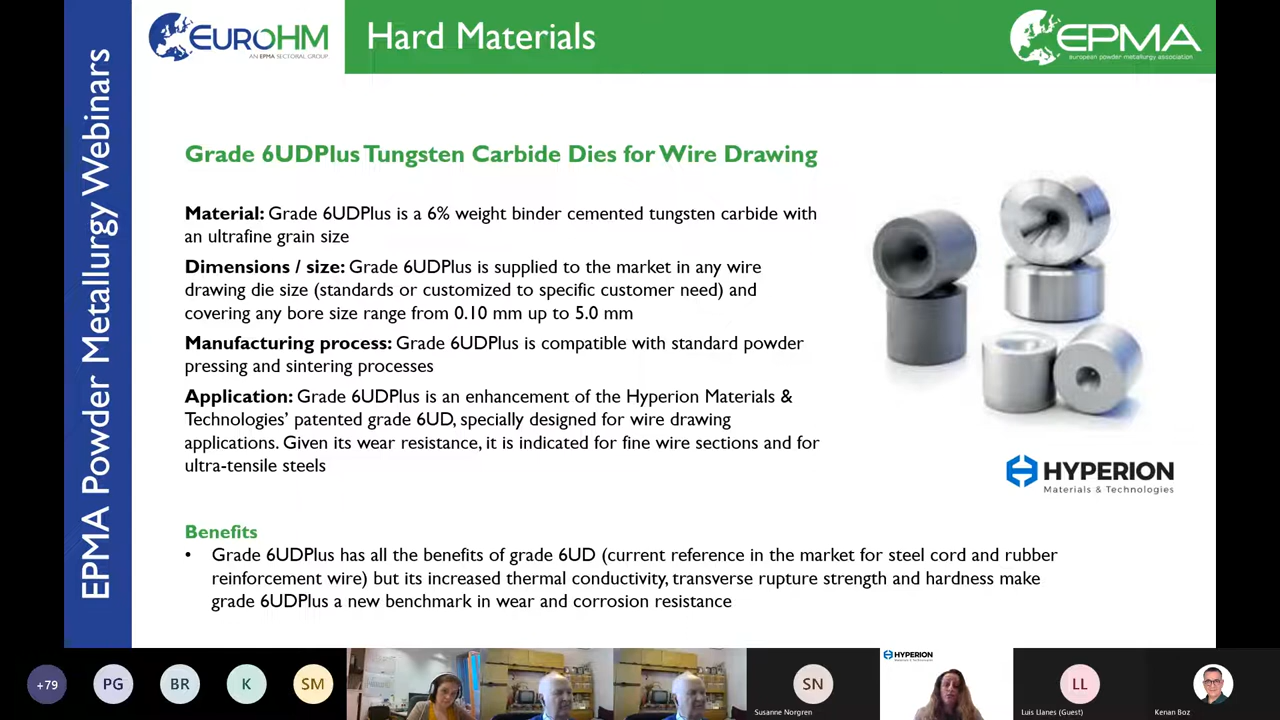 EPMA Powder Metallurgy Webinars
EUROHM
AN EPMA SECTORAL GROUP
Hard Materials
EPMA
european powder metallurgy association
Grade 6UDPlus Tungsten Carbide Dies for Wire Drawing
Material: Grade 6UDPlus is a 6% weight binder cemented tungsten carbide with
an ultrafine grain size
Dimensions / size: Grade 6UDPlus is supplied to the market in any wire
drawing die size (standards or customized to specific customer need) and
covering any bore size range from 0.10 mm up to 5.0 mm
Manufacturing process: Grade 6UDPlus is compatible with standard powder
pressing and sintering processes
Application: Grade 6UDPlus is an enhancement of the Hyperion Materials &
Technologies' patented grade 6UD, specially designed for wire drawing
applications. Given its wear resistance, it is indicated for fine wire sections and for
ultra-tensile steels
HYPERION
Materials & Technologies
Benefits
• Grade 6UDPlus has all the benefits of grade 6UD (current reference in the market for steel cord and rubber
reinforcement wire) but its increased thermal conductivity, transverse rupture strength and hardness make
grade 6UDPlus a new benchmark in wear and corrosion resistance
+79
PG
BR
K
SM
SN
Susanne Norgren
HYPERION
LL
Luis Llanes (Guest)
Kenan Boz